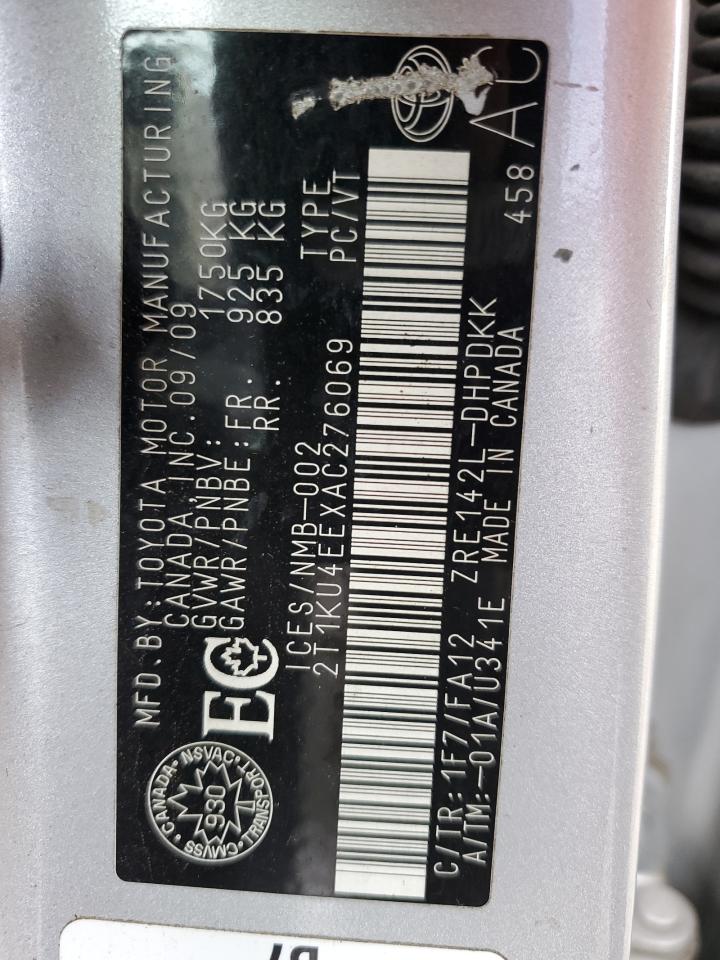 MFD.BY:TOYOTA MOTOR MANUFACTURING
CANADA,INC.09/09
GVWR/PNBV: 1750KG
GAWR/PNBE:FR. 925 KG
RR. 835 KG
CANADA
NSVAC
930
CMVSS
TRANSPORT
EC
ICES/NMB-002 TYPE
2T1KU4EEXAC276069 PC/VT
C/TR:1F7/FA12 ZRE142L-DHPDKK
A/TM:-01A/U341E MADE IN CANADA
458 AC